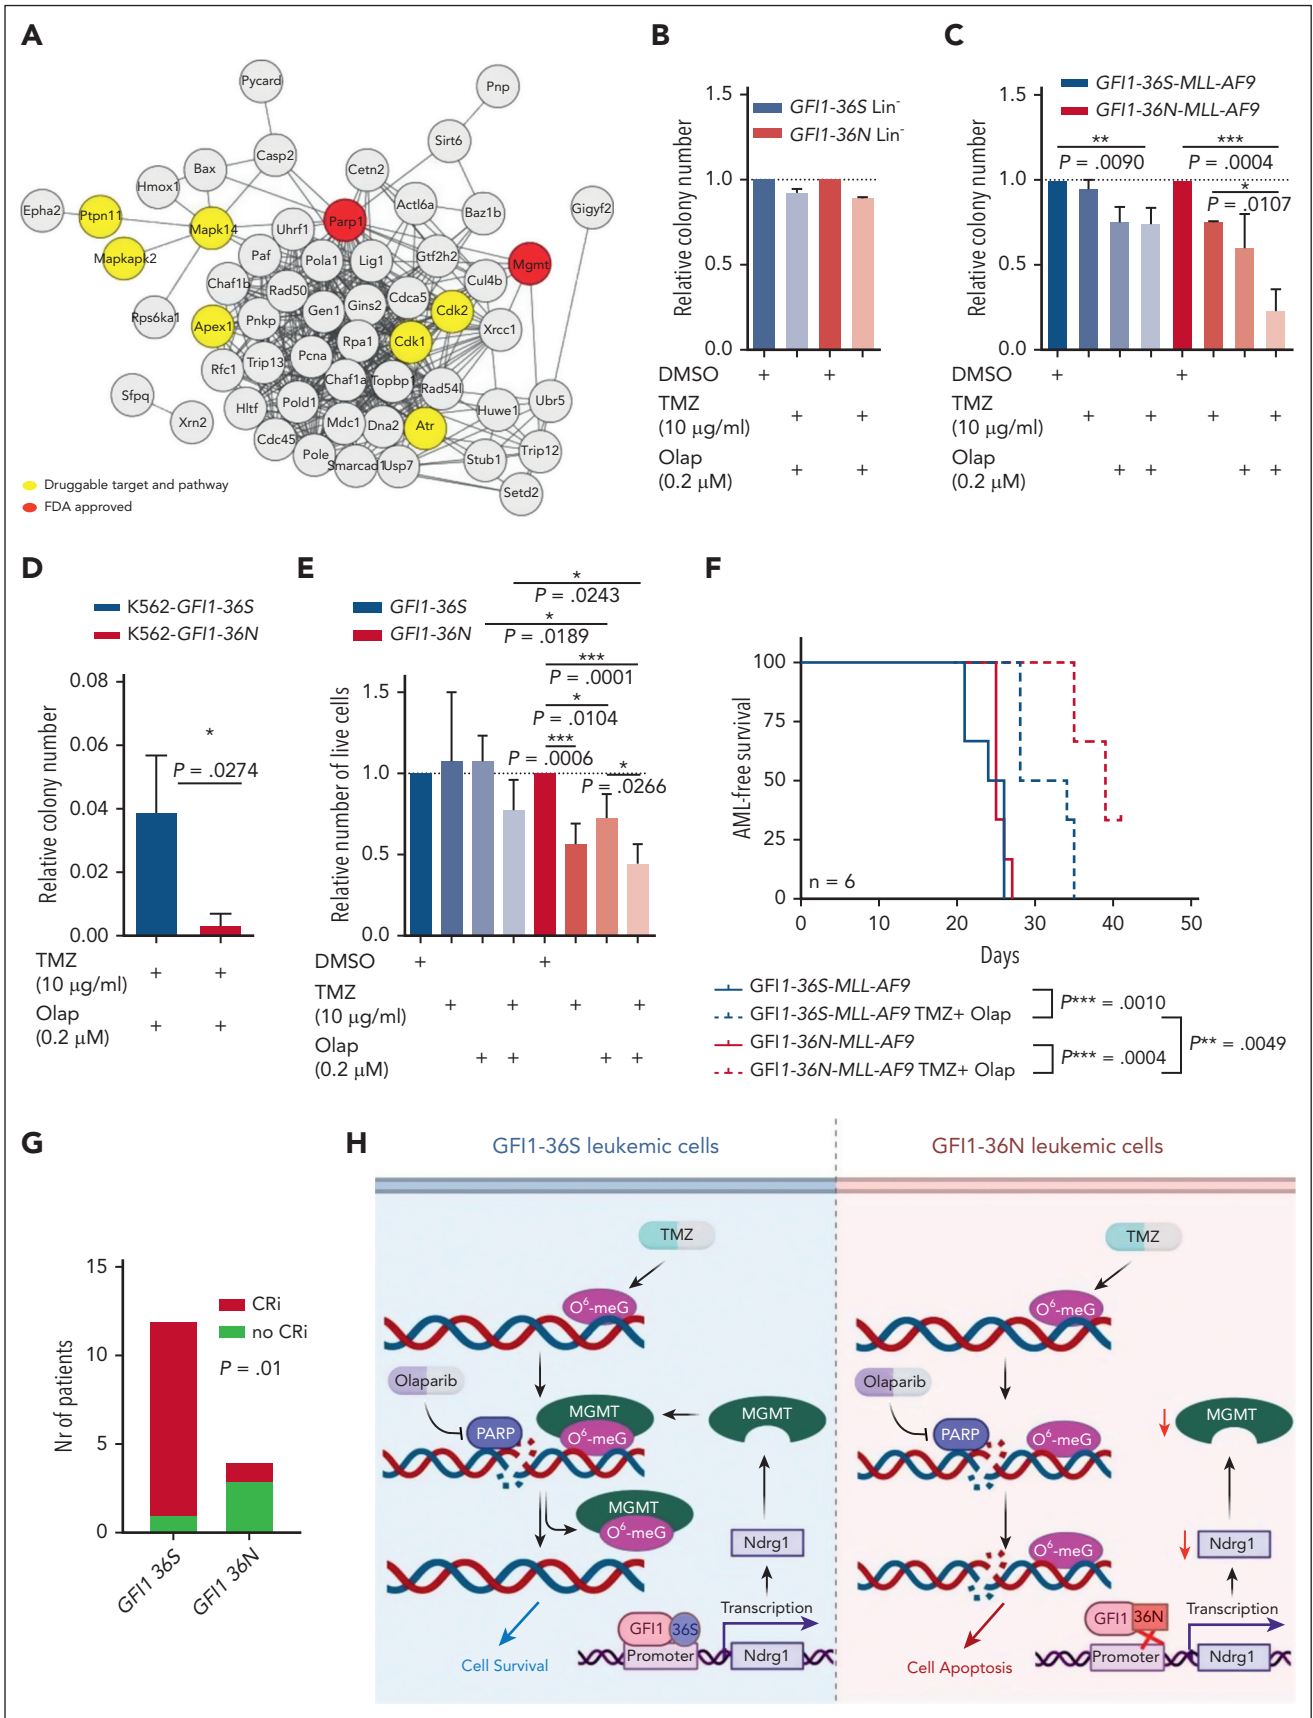 A
Pycard
Pnp
Sirt6
Casp2
Bax
Cetn2
Hmox1
Actl6a
Baz1b
Gigyf2
Epha2
Ptpn11
Mapk14
Uhrf1
Parp1
Mapkapk2
Paf
Pola1
Lig1
Gtf2h2
Mgmt
Chaf1b
Rad50
Cul4b
Gen1
Gins2
Cdca5
Cdk2
Rps6ka1
Apex1
Pnkp
Rpa1
Cdk1
Xrcc1
Rfc1
Trip13
Pcna
Chaf1a
Topbp1
Rad54l
Sfpq
Xrn2
Hltf
Pold1
Mdc1
Dna2
Atr
Huwe1
Ubr5
Cdc45
Pole
Smarcad1
Usp7
Stub1
Trip12
Setd2
Druggable target and pathway
FDA approved
B
Relative colony number
1.5
1.0
0.5
0.0
GFI1-36S Lin-
GFI1-36N Lin-
DMSO + +
TMZ
(10 µg/ml) + +
Olap
(0.2 µM) + +
C
GFI1-36S-MLL-AF9
GFI1-36N-MLL-AF9
Relative colony number
1.5
1.0
0.5
0.0
**
P = .0090
***
P = .0004
*
P = .0107
DMSO + +
TMZ
(10 µg/ml) + + + +
Olap
(0.2 µM) + + + +
D
K562-GFI1-36S
K562-GFI1-36N
Relative colony number
0.08
0.06
0.04
0.02
0.00
*
P = .0274
TMZ
(10 µg/ml) + +
Olap
(0.2 µM) + +
E
GFI1-36S
GFI1-36N
Relative number of live cells
1.5
1.0
0.5
0.0
*
P = .0243
*
P = .0189
***
P = .0001
*
P = .0104
***
P = .0006
*
P = .0266
DMSO + +
TMZ
(10 µg/ml) + + + +
Olap
(0.2 µM) + + + +
F
AML-free survival
100
75
50
25
0
n = 6
0 10 20 30 40 50
Days
GFI1-36S-MLL-AF9
GFI1-36S-MLL-AF9 TMZ+ Olap
GFI1-36N-MLL-AF9
GFI1-36N-MLL-AF9 TMZ+ Olap
P*** = .0010
P*** = .0004
P** = .0049
G
Nr of patients
15
10
5
0
CRi
no CRi
P = .01
GFI1 36S
GFI1 36N
H
GFI1-36S leukemic cells
TMZ
O6-meG
Olaparib
PARP
MGMT
O6-meG
MGMT
MGMT
O6-meG
Ndrg1
Transcription
GFI1 36S
Promoter
Ndrg1
Cell Survival
GFI1-36N leukemic cells
TMZ
O6-meG
Olaparib
PARP
O6-meG
MGMT
O6-meG
Ndrg1
Transcription
GFI1 36N
Promoter
Ndrg1
Cell Apoptosis